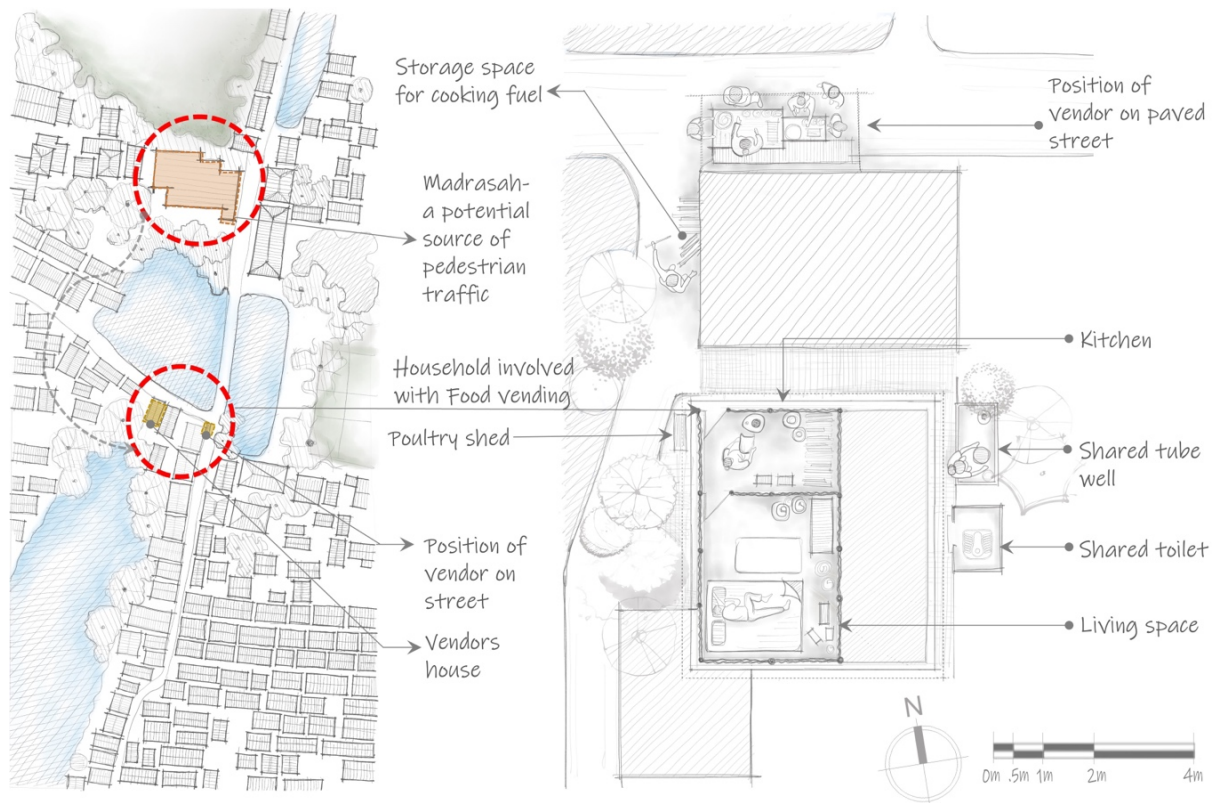 Storage space
for cooking fuel
Position of
vendor on paved
street
Madrasah-
a potential
source of
pedestrian
traffic
Kitchen
Household involved
with Food vending
Poultry shed
Shared tube
well
Position of
vendor on
street
Shared toilet
Vendors
house
Living space
N
0m .5m 1m 2m 4m